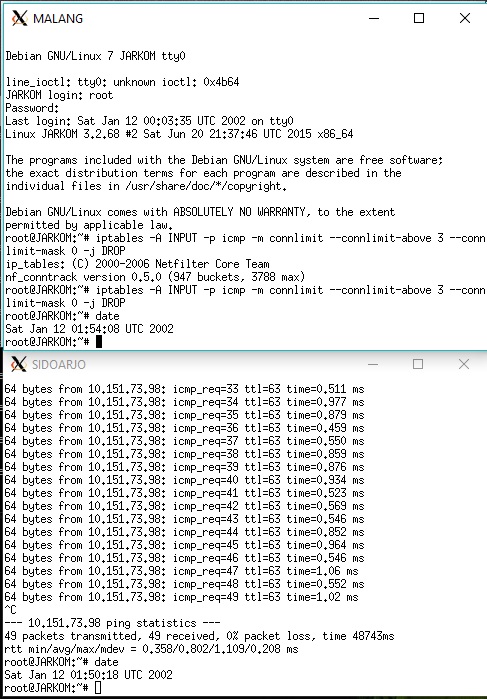 MALANG
Debian GNU/Linux 7 JARKOM tty0
line_ioctl: tty0: unknown ioctl: 0x4b64
JARKOM login: root
Password:
Last login: Sat Jan 12 00:03:35 UTC 2002 on tty0
Linux JARKOM 3.2.68 #2 Sat Jun 20 21:37:46 UTC 2015 x86_64
The programs included with the Debian GNU/Linux system are free software;
the exact distribution terms for each program are described in the
individual files in /usr/share/doc/*/copyright.
Debian GNU/Linux comes with ABSOLUTELY NO WARRANTY, to the extent
permitted by applicable law.
root@JARKOM:~# iptables -A INPUT -p icmp -m connlimit --connlimit-above 3 --conn
limit-mask 0 -j DROP
ip_tables: (C) 2000-2006 Netfilter Core Team
nf_conntrack version 0.5.0 (947 buckets, 3788 max)
root@JARKOM:~# iptables -A INPUT -p icmp -m connlimit --connlimit-above 3 --conn
limit-mask 0 -j DROP
root@JARKOM:~# date
Sat Jan 12 01:54:08 UTC 2002
root@JARKOM:~#
SIDOARJO
64 bytes from 10.151.73.98: icmp_req=33 ttl=63 time=0.511 ms
64 bytes from 10.151.73.98: icmp_req=34 ttl=63 time=0.977 ms
64 bytes from 10.151.73.98: icmp_req=35 ttl=63 time=0.879 ms
64 bytes from 10.151.73.98: icmp_req=36 ttl=63 time=0.459 ms
64 bytes from 10.151.73.98: icmp_req=37 ttl=63 time=0.550 ms
64 bytes from 10.151.73.98: icmp_req=38 ttl=63 time=0.859 ms
64 bytes from 10.151.73.98: icmp_req=39 ttl=63 time=0.876 ms
64 bytes from 10.151.73.98: icmp_req=40 ttl=63 time=0.934 ms
64 bytes from 10.151.73.98: icmp_req=41 ttl=63 time=0.523 ms
64 bytes from 10.151.73.98: icmp_req=42 ttl=63 time=0.569 ms
64 bytes from 10.151.73.98: icmp_req=43 ttl=63 time=0.546 ms
64 bytes from 10.151.73.98: icmp_req=44 ttl=63 time=0.852 ms
64 bytes from 10.151.73.98: icmp_req=45 ttl=63 time=0.964 ms
64 bytes from 10.151.73.98: icmp_req=46 ttl=63 time=0.546 ms
64 bytes from 10.151.73.98: icmp_req=47 ttl=63 time=1.06 ms
64 bytes from 10.151.73.98: icmp_req=48 ttl=63 time=0.552 ms
64 bytes from 10.151.73.98: icmp_req=49 ttl=63 time=1.02 ms
^C
--- 10.151.73.98 ping statistics ---
49 packets transmitted, 49 received, 0% packet loss, time 48743ms
rtt min/avg/max/mdev = 0.358/0.802/1.109/0.208 ms
root@JARKOM:~# date
Sat Jan 12 01:50:18 UTC 2002
root@JARKOM:~#